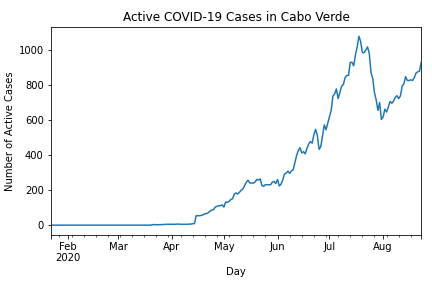 Active COVID-19 Cases in Cabo Verde
Number of Active Cases
1000
800
600
400
200
0
Feb Mar Apr May Jun Jul Aug
2020
Day